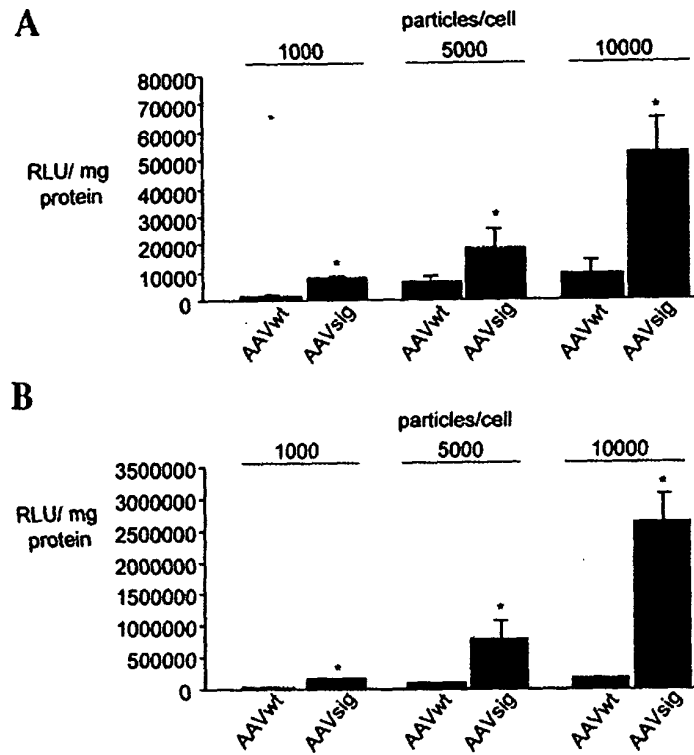 A
particles/cell
1000 5000 10000
80000
70000
60000
50000
40000
30000
20000
10000
0
RLU/ mg
protein
*
*
*
*
AAVwt AAVsig AAVwt AAVsig AAVwt AAVsig
B
particles/cell
1000 5000 10000
3500000
3000000
2500000
2000000
1500000
1000000
500000
0
RLU/ mg
protein
*
*
*
AAVwt AAVsig AAVwt AAVsig AAVwt AAVsig